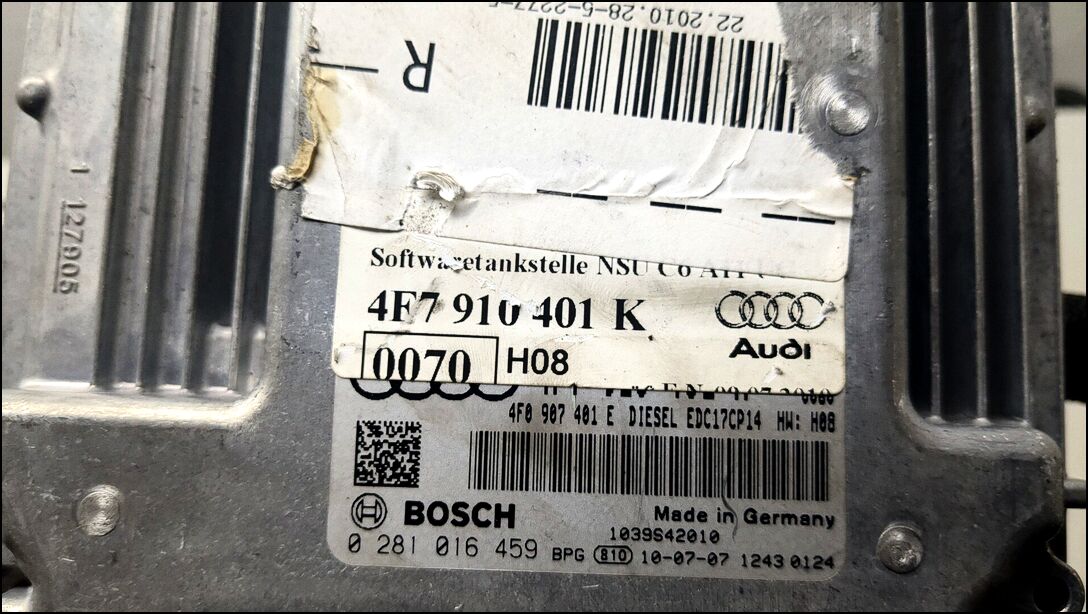 22.2010.28-5-2277-5
R
1 127905
Softwaretankstelle NSU Co
4F7 910 401 K
Audi
0070 H08
4F0 907 401 E DIESEL EDC17CP14 HW: H08
BOSCH
Made in Germany
1039S42010
0 281 016 459 BPG 810 10-07-07 1243 0124